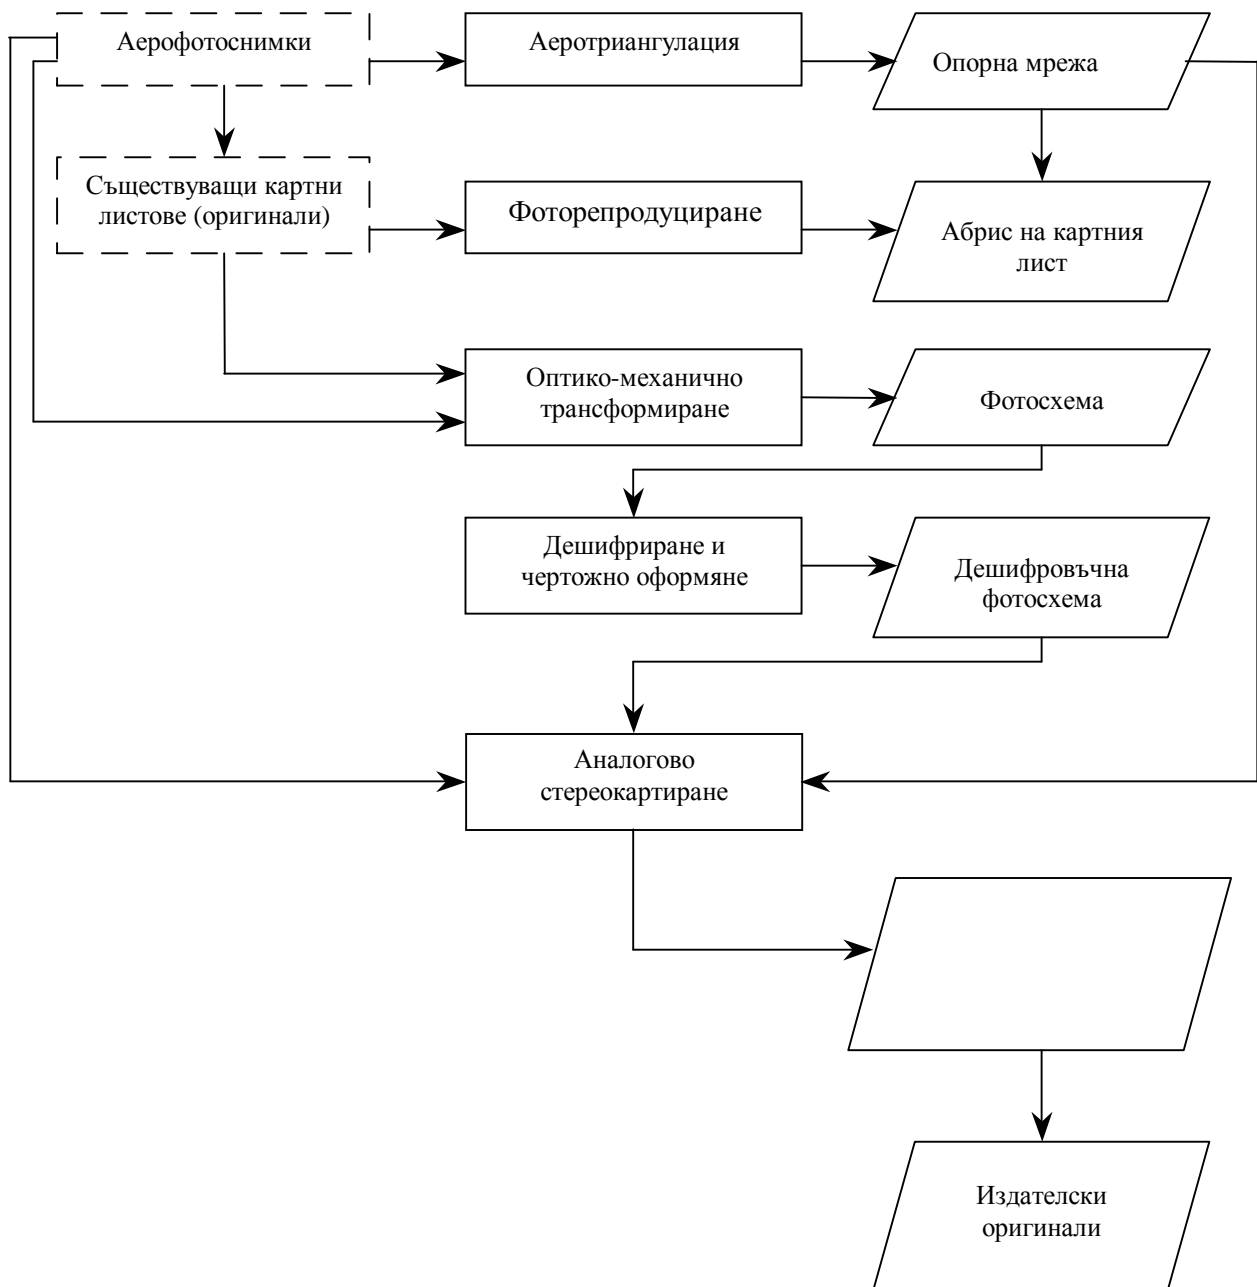 Аерофотоснимки
Аеротриангулация
Опорна мрежа
Съществуващи картни
листове (оригинали)
Фоторепродуциране
Абрис на картния
лист
Оптико-механично
трансформиране
Фотосхема
Дешифриране и
чертожно оформяне
Дешифровъчна
фотосхема
Аналогово
стереокартиране
Издателски
оригинали